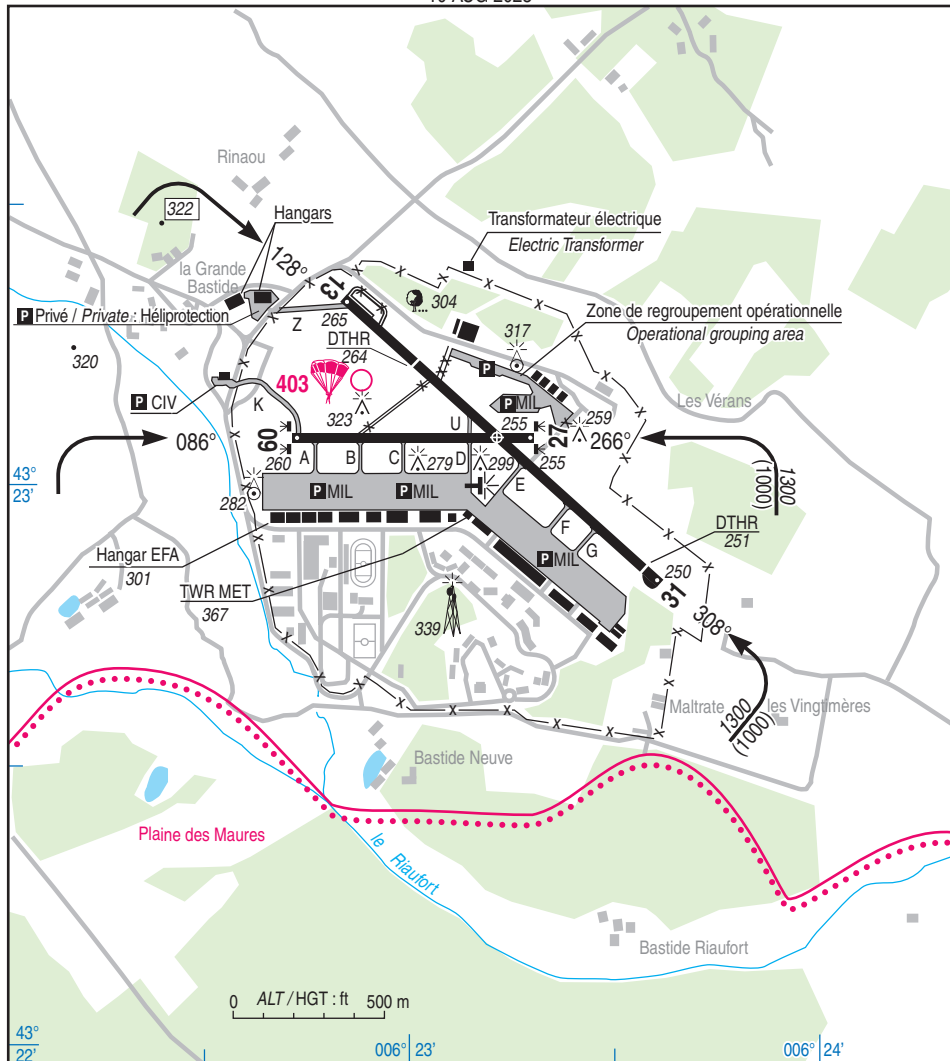 Rinaou
322
Hangars
Transformateur électrique
Electric Transformer
128°
la Grande
Bastide
13
304
Zone de regroupement opérationnelle
Operational grouping area
P Privé / Private : Héliprotection
Z
265
DTHR
264
317
320
403
P
P CIV
K
323
P MIL
Les Vérans
U
255
259
086°
09
27
266°
260
A
B
C
279
D
299
255
1300
(1000)
43°
23'
282
P MIL
P MIL
E
F
G
DTHR
251
Hangar EFA
301
P MIL
250
TWR MET
367
31
308°
339
Maltrate
les Vingtmères
1300
(1000)
Bastide Neuve
Plaine des Maures
le Riaufort
Bastide Riaufort
0 ALT / HGT : ft 500 m
43°
22'
006° 23'
006° 24'